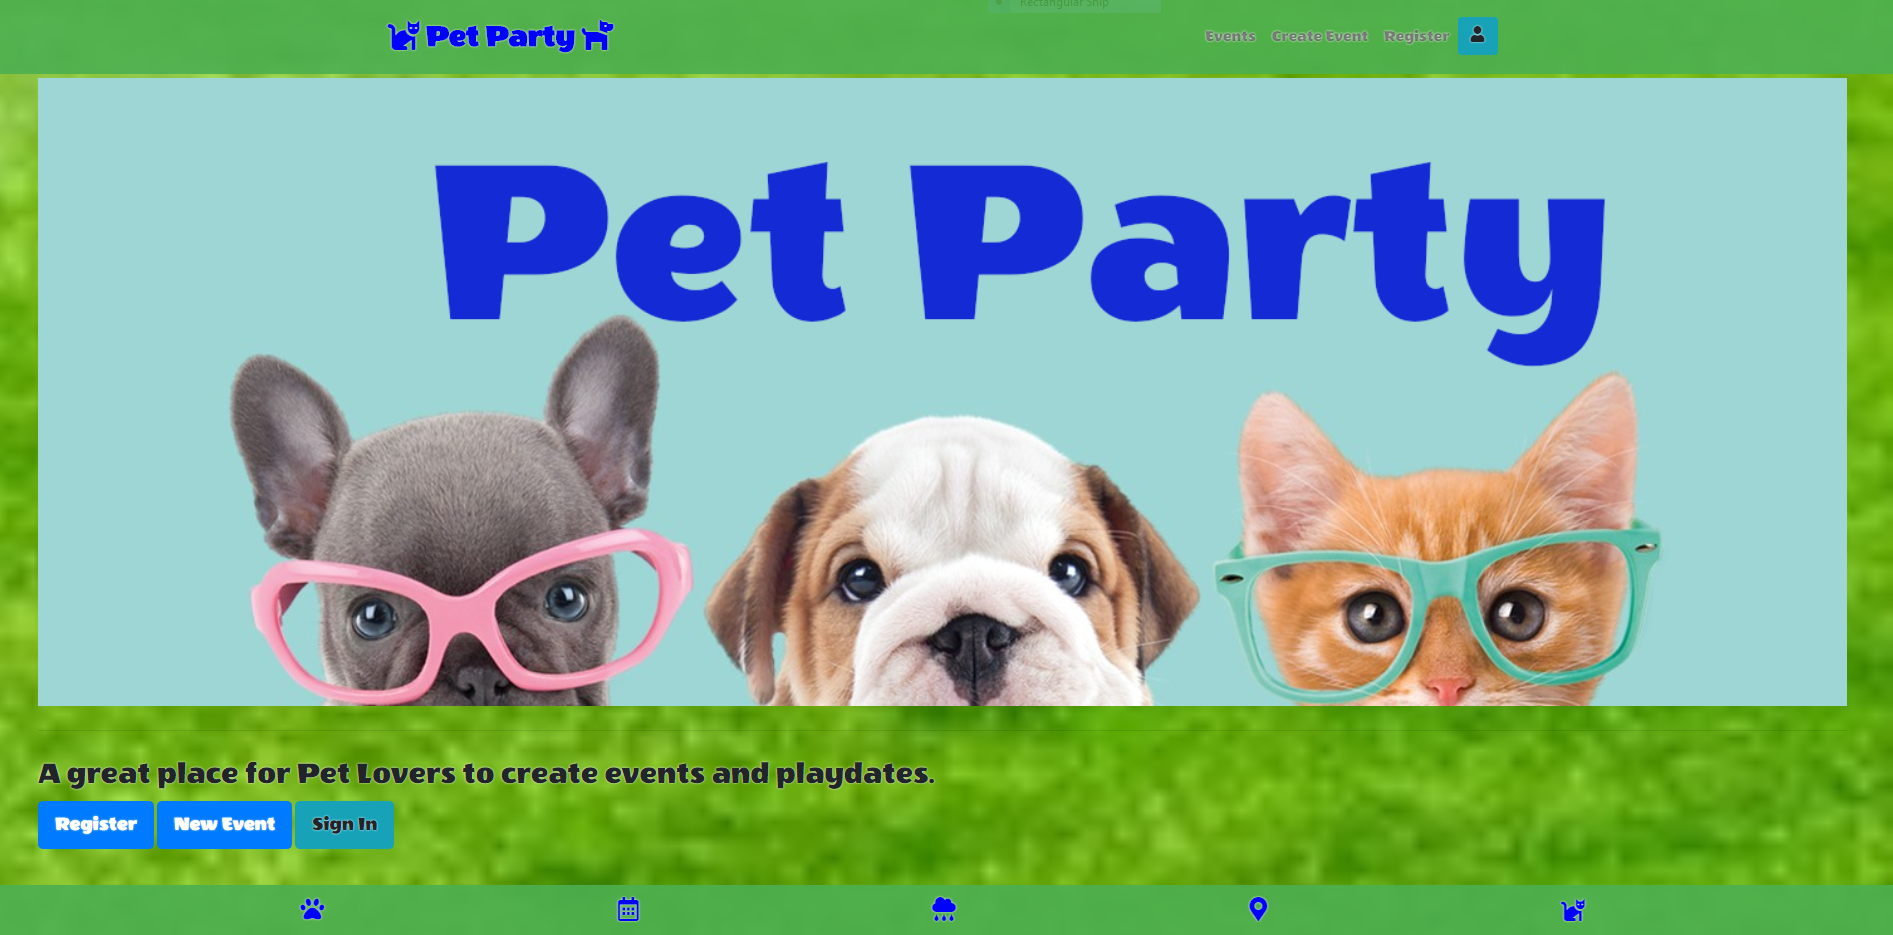 Rectangular Snip
Pet Party
Events Create Event Register
Pet Party
A great place for Pet Lovers to create events and playdates.
Register New Event Sign In